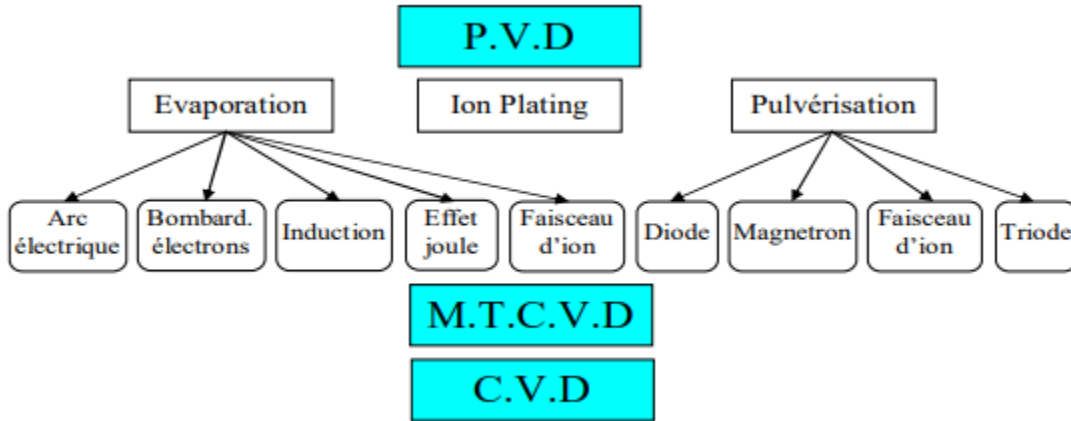 P.V.D
Evaporation
Ion Plating
Pulvérisation
Arc
électrique
Bombard.
électrons
Induction
Effet
joule
Faisceau
d'ion
Diode
Magnetron
Faisceau
d'ion
Triode
M.T.C.V.D
C.V.D